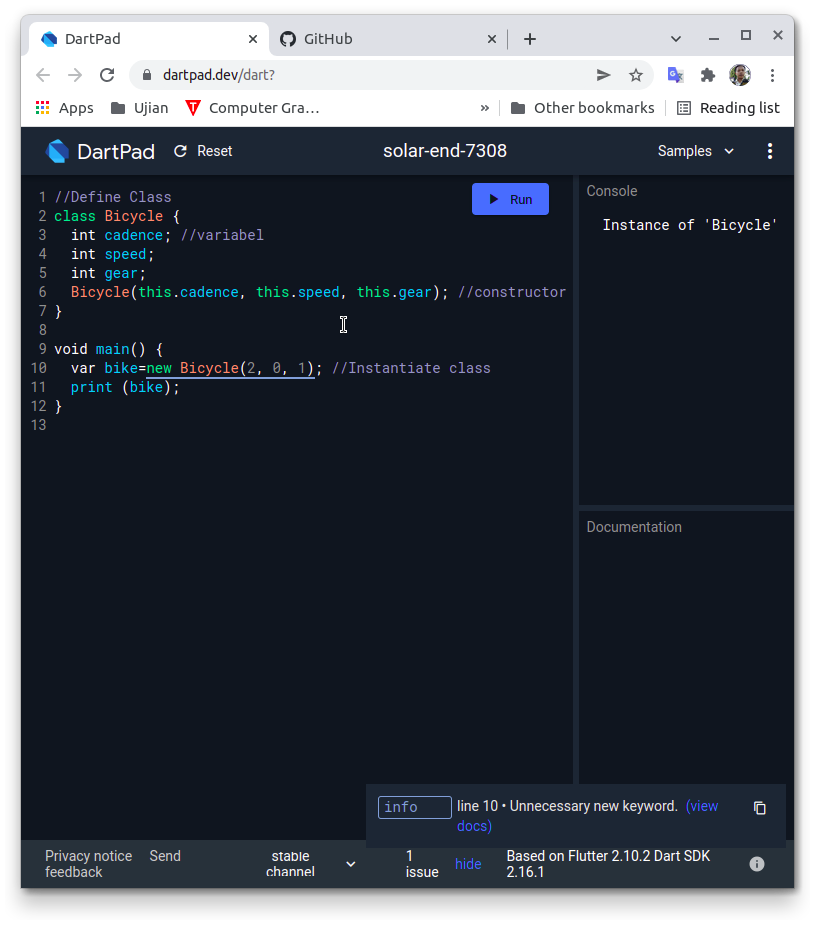 DartPad
GitHub
dartpad.dev/dart?
Apps
Ujian
Computer Gra...
»
Other bookmarks
Reading list
DartPad
Reset
solar-end-7308
Samples
Run
1 //Define Class
2 class Bicycle {
3   int cadence; //variabel
4   int speed;
5   int gear;
6   Bicycle(this.cadence, this.speed, this.gear); //constructor
7 }
8
9 void main() {
10   var bike=new Bicycle(2, 0, 1); //Instantiate class
11   print (bike);
12 }
13
Console
Instance of 'Bicycle'
Documentation
info
line 10 • Unnecessary new keyword. (view
docs)
Privacy notice
Send
feedback
stable
channel
1
issue
hide
Based on Flutter 2.10.2 Dart SDK
2.16.1